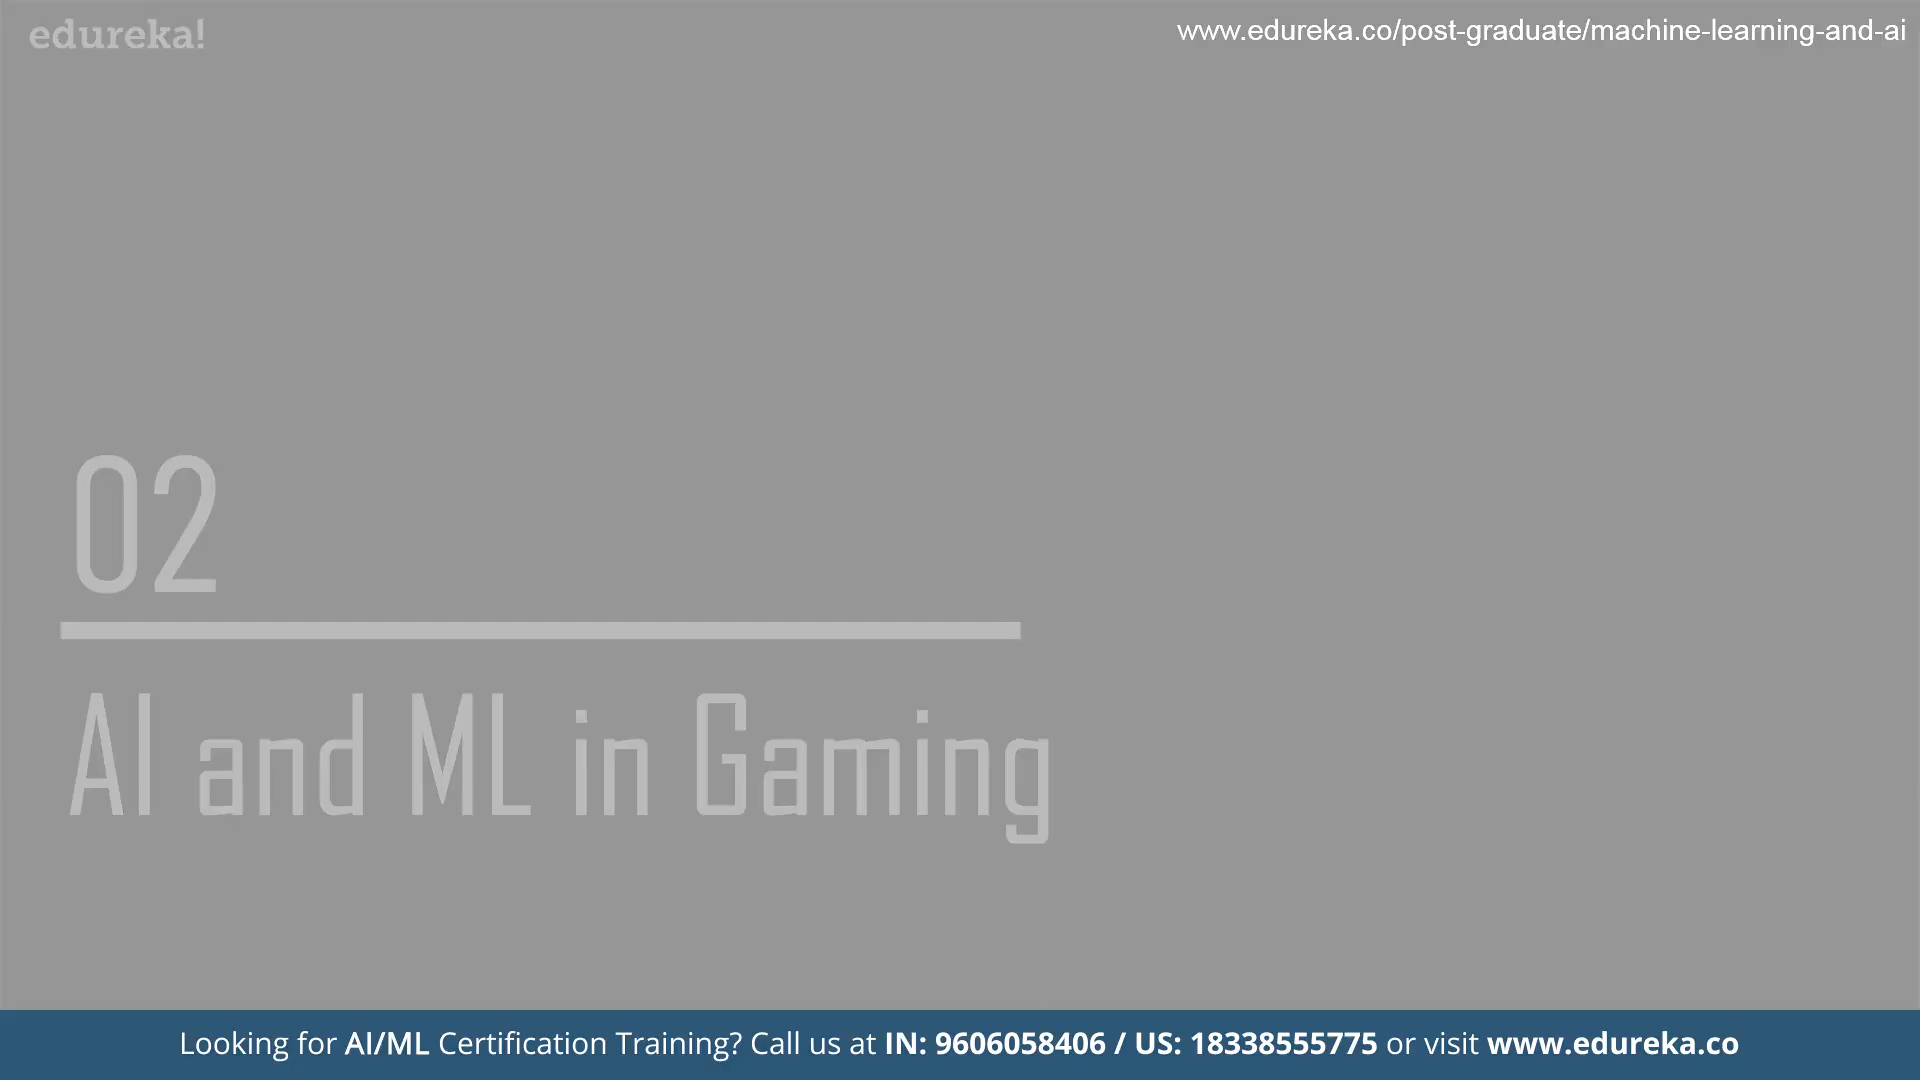 edureka!
www.edureka.co/post-graduate/machine-learning-and-ai
02
AI and ML in Gaming
Looking for AI/ML Certification Training? Call us at IN: 9606058406 / US: 18338555775 or visit www.edureka.co